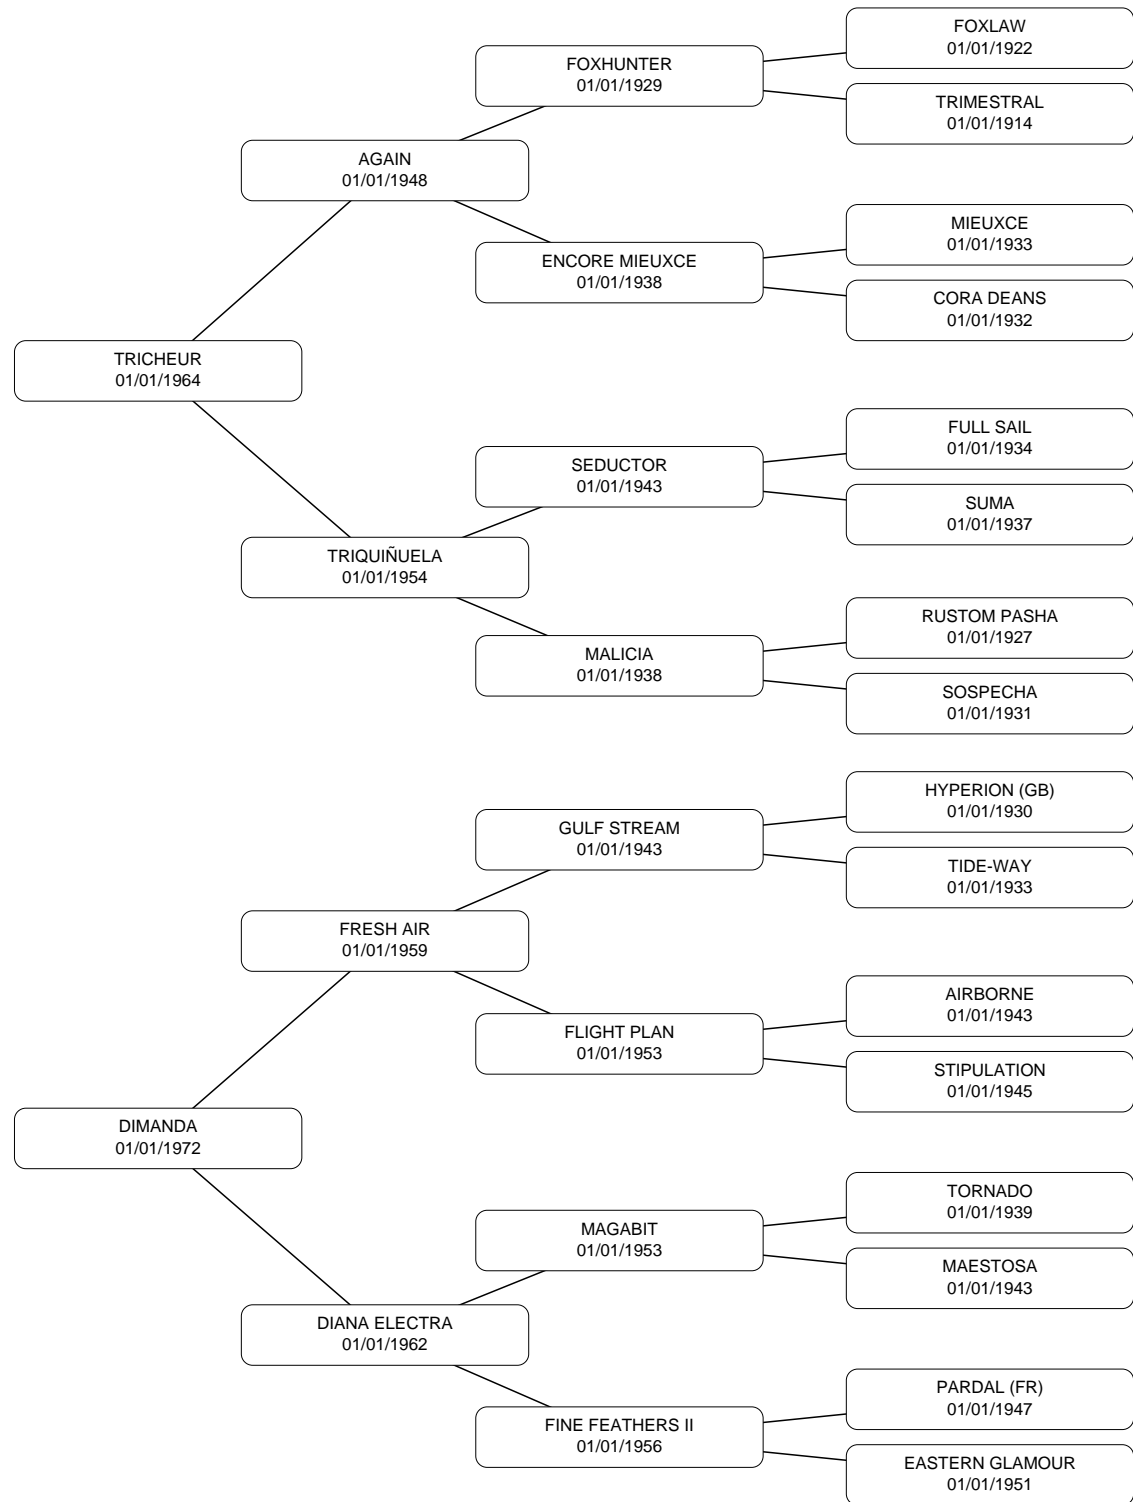 FOXLAW
01/01/1922
FOXHUNTER
01/01/1929
TRIMESTRAL
01/01/1914
AGAIN
01/01/1948
MIEUXCE
01/01/1933
ENCORE MIEUXCE
01/01/1938
CORA DEANS
01/01/1932
TRICHEUR
01/01/1964
FULL SAIL
01/01/1934
SEDUCTOR
01/01/1943
SUMA
01/01/1937
TRIQUIÑUELA
01/01/1954
RUSTOM PASHA
01/01/1927
MALICIA
01/01/1938
SOSPECHA
01/01/1931
HYPERION (GB)
01/01/1930
GULF STREAM
01/01/1943
TIDE-WAY
01/01/1933
FRESH AIR
01/01/1959
AIRBORNE
01/01/1943
FLIGHT PLAN
01/01/1953
STIPULATION
01/01/1945
DIMANDA
01/01/1972
TORNADO
01/01/1939
MAGABIT
01/01/1953
MAESTOSA
01/01/1943
DIANA ELECTRA
01/01/1962
PARDAL (FR)
01/01/1947
FINE FEATHERS II
01/01/1956
EASTERN GLAMOUR
01/01/1951